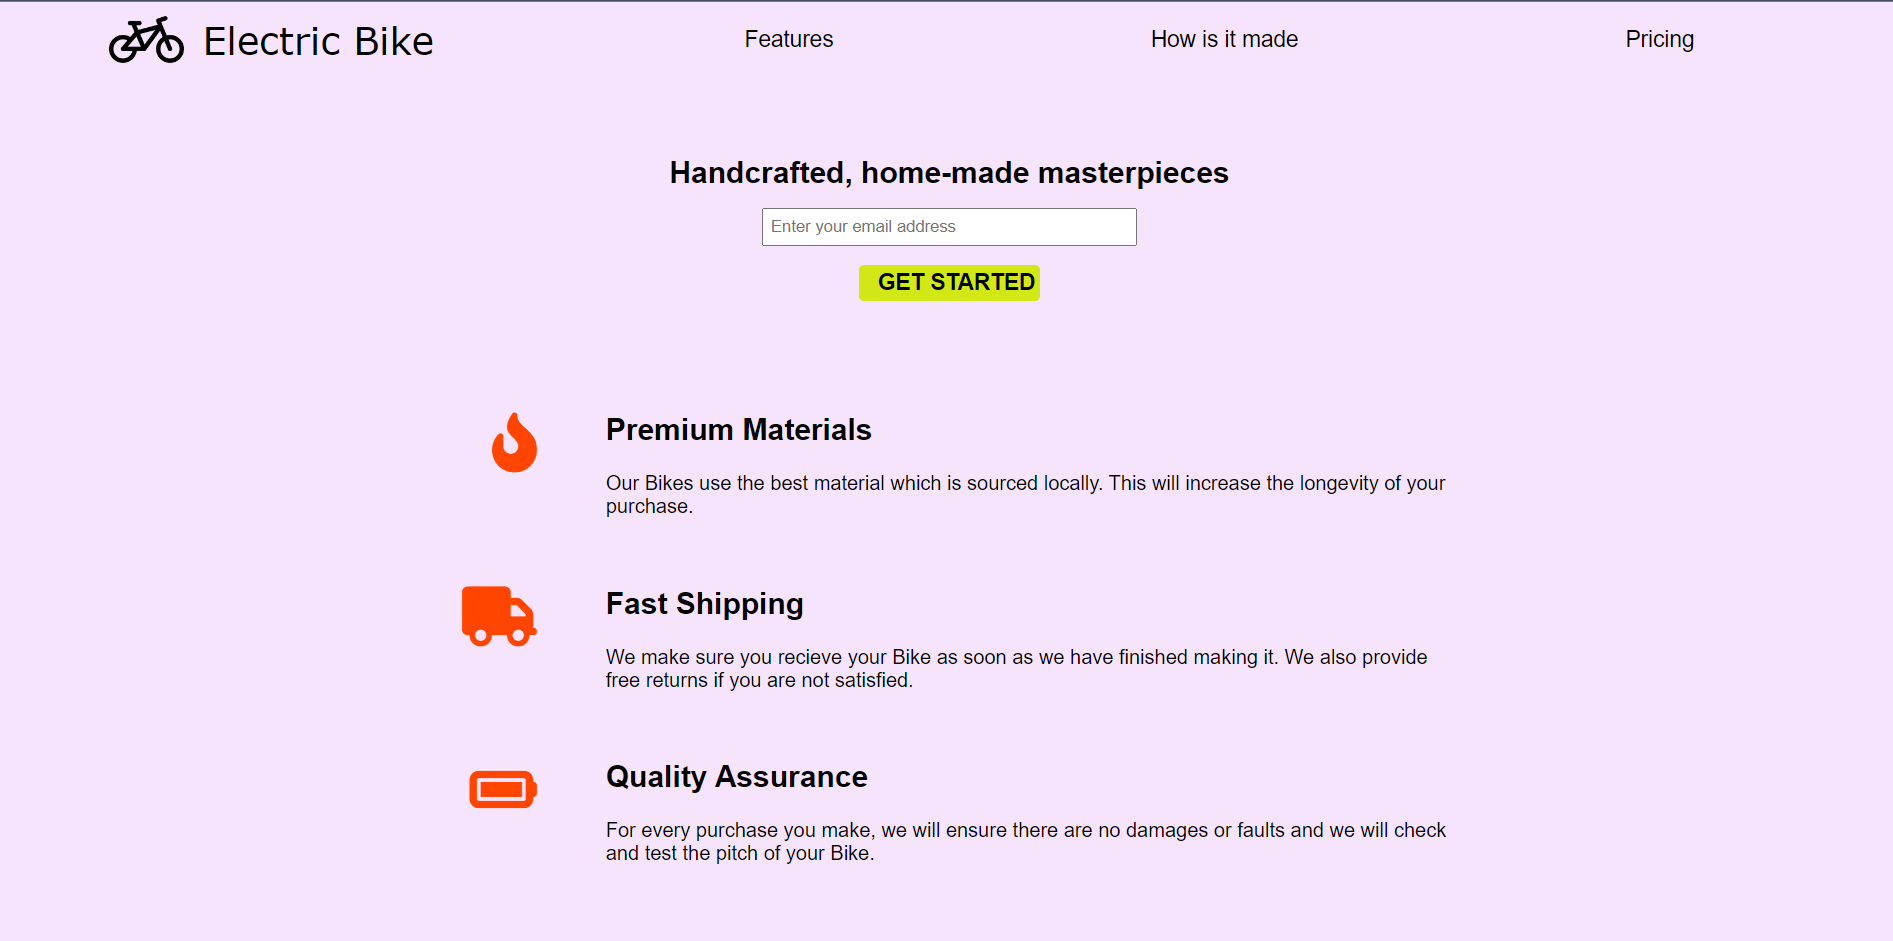 Electric Bike
Features
How is it made
Pricing
Handcrafted, home-made masterpieces
Enter your email address
GET STARTED
Premium Materials
Our Bikes use the best material which is sourced locally. This will increase the longevity of your
purchase.
Fast Shipping
We make sure you recieve your Bike as soon as we have finished making it. We also provide
free returns if you are not satisfied.
Quality Assurance
For every purchase you make, we will ensure there are no damages or faults and we will check
and test the pitch of your Bike.